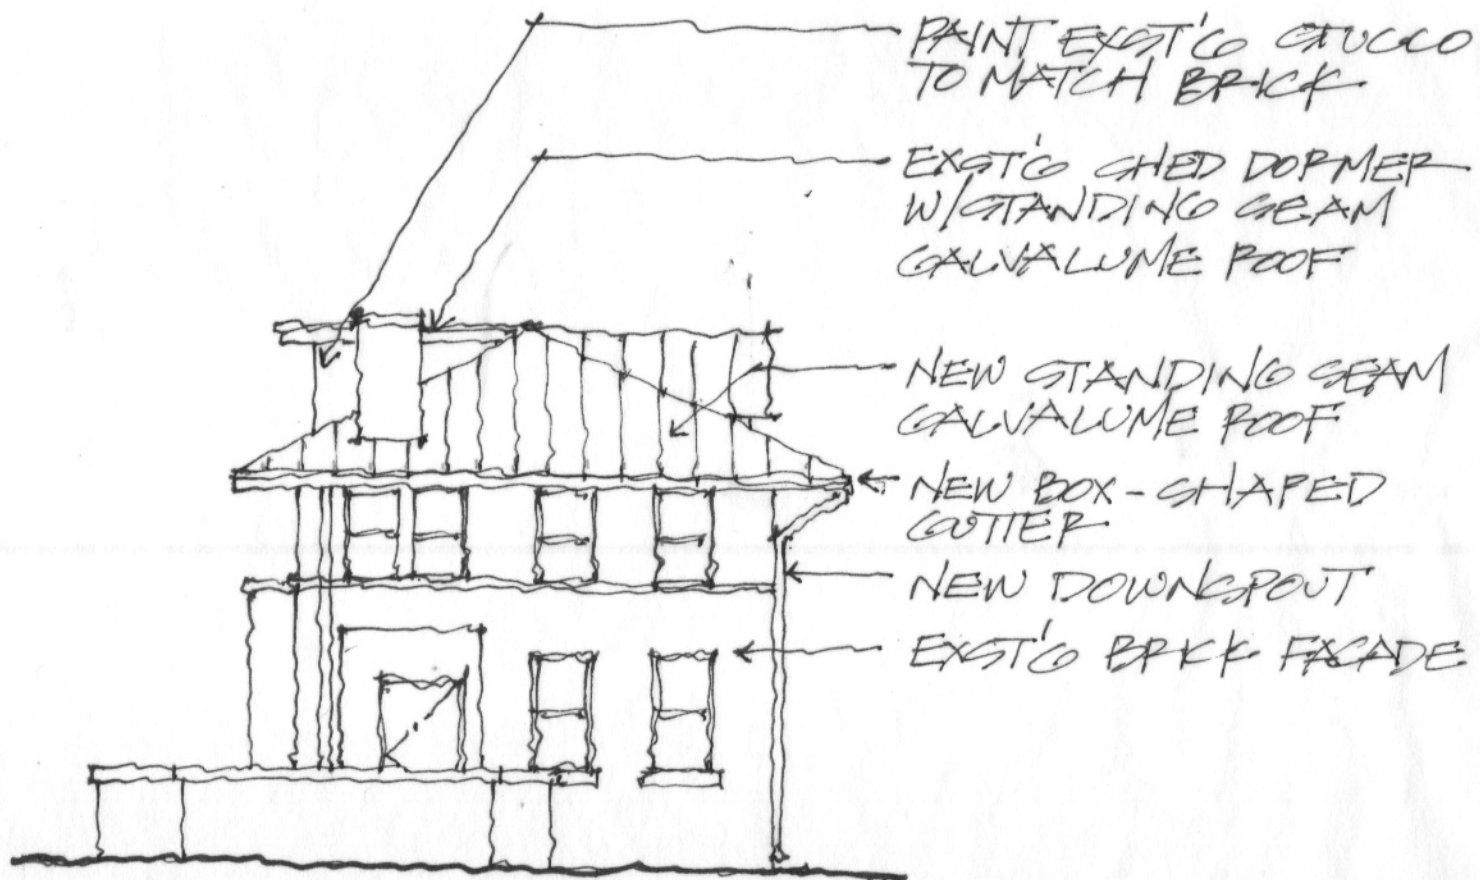 PAINT EXST'G STUCCO
TO MATCH BRICK
EXST'G SHED DORMER
W/STANDING SEAM
GALVALUME ROOF
NEW STANDING SEAM
GALVALUME ROOF
NEW BOX-SHAPED
GUTTER
NEW DOWNSPOUT
EXST'G BRICK FACADE